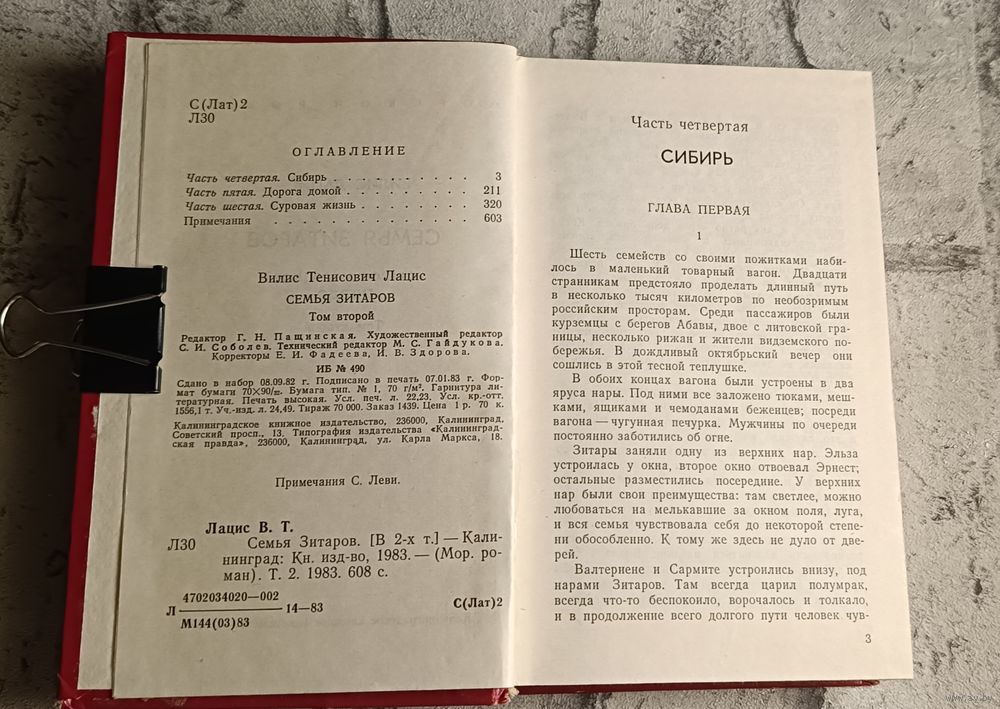 С(Лат)2
Л30
ОГЛАВЛЕНИЕ
Часть четвертая. Сибирь . . . . . . . . . . 3
Часть пятая. Дорога домой . . . . . . . . . 211
Часть шестая. Суровая жизнь . . . . . . . . 320
Примечания . . . . . . . . . . . . 603
Вилис Тенисович Лацис
СЕМЬЯ ЗИТАРОВ
Том второй
Редактор Г. Н. Пащинская. Художественный редактор
С. И. Соболев. Технический редактор М. С. Гайдукова.
Корректоры Е. И. Фадеева, И. В. Здорова.
ИБ № 490
Сдано в набор 08.09.82 г. Подписано в печать 07.01.83 г. Фор-
мат бумаги 70×90/32. Бумага тип. № 1, 70 г/м². Гарнитура ли-
тературная. Печать высокая. Усл. печ. л. 22,23. Усл. кр.-отт.
1556,1 т. Уч.-изд. л. 24,49. Тираж 70 000. Заказ 1439. Цена 1 р. 70 к.
Калининградское книжное издательство, 236000, Калининград,
Советский просп., 13. Типография издательства «Калининград-
ская правда», 236000, Калининград, ул. Карла Маркса, 18.
Примечания С. Леви.
Лацис В. Т.
Л30 Семья Зитаров. [В 2-х т.] — Кали-
нинград: Кн. изд-во, 1983. — (Мор. ро-
ман). Т. 2. 1983. 608 с.
4702034020—002
Л ———— 14—83
М144(03)83
С(Лат)2
Часть четвертая
СИБИРЬ
ГЛАВА ПЕРВАЯ
1
Шесть семейств со своими пожитками наби-
лось в маленький товарный вагон. Двадцати
странникам предстояло проделать длинный путь
в несколько тысяч километров по необозримым
российским просторам. Среди пассажиров были
курземцы с берегов Абавы, двое с литовской гра-
ницы, несколько рижан и жители видземского по-
бережья. В дождливый октябрьский вечер они
сошлись в этой тесной теплушке.
В обоих концах вагона были устроены в два
яруса нары. Под ними все заложено тюками, меш-
ками, ящиками и чемоданами беженцев; посреди
вагона — чугунная печурка. Мужчины по очереди
постоянно заботились об огне.
Зитары заняли одну из верхних нар. Эльза
устроилась у окна, второе окно отвоевал Эрнест;
остальные разместились посередине. У верхних
нар были свои преимущества: там светлее, можно
любоваться на мелькавшие за окном поля, луга,
и вся семья чувствовала себя до некоторой степе-
ни обособленно. К тому же здесь не дуло от две-
рей.
Валтериене и Сармите устроились внизу, под
нарами Зитаров. Там всегда царил полумрак,
всегда что-то беспокоило, ворочалось и толкало,
и в продолжение всего долгого пути человек чув-
3